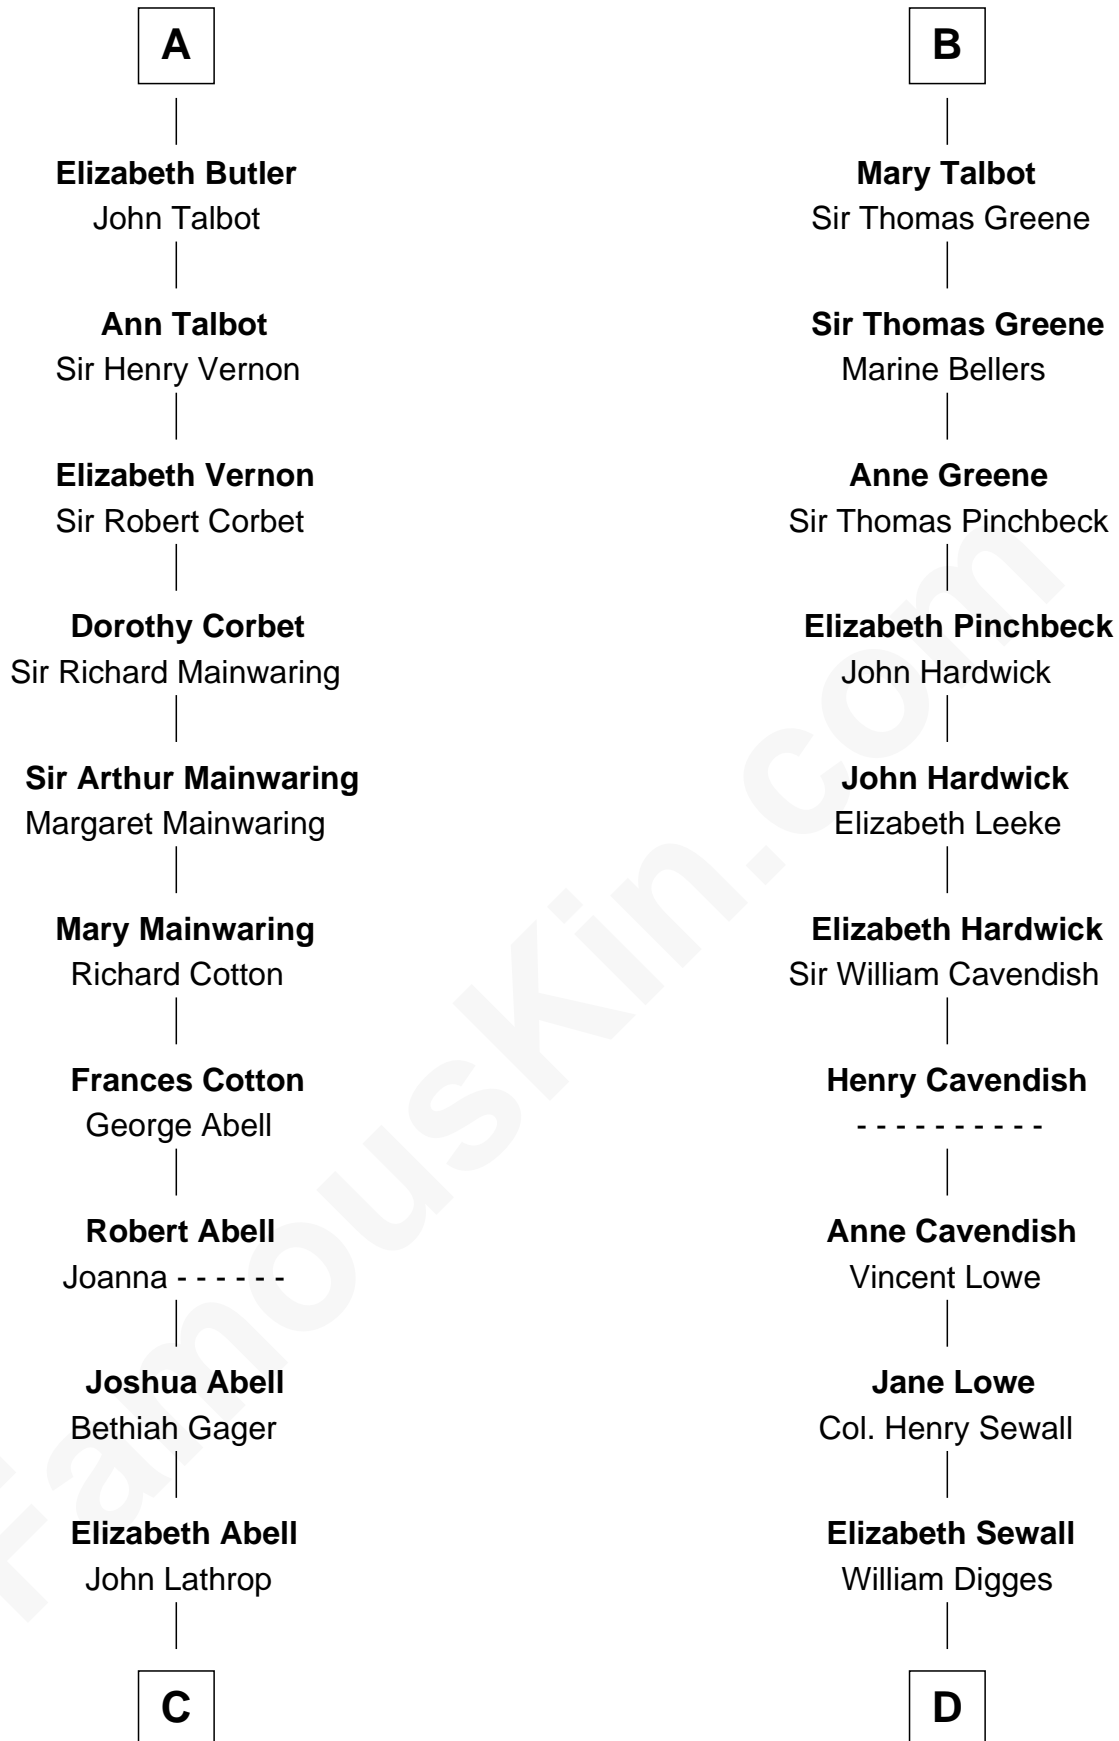 A
Elizabeth Butler
John Talbot
Ann Talbot
Sir Henry Vernon
Elizabeth Vernon
Sir Robert Corbet
Dorothy Corbet
Sir Richard Mainwaring
Sir Arthur Mainwaring
Margaret Mainwaring
Mary Mainwaring
Richard Cotton
Frances Cotton
George Abell
Robert Abell
Joanna - - - - - -
Joshua Abell
Bethiah Gager
Elizabeth Abell
John Lathrop
C
B
Mary Talbot
Sir Thomas Greene
Sir Thomas Greene
Marine Bellers
Anne Greene
Sir Thomas Pinchbeck
Elizabeth Pinchbeck
John Hardwick
John Hardwick
Elizabeth Leeke
Elizabeth Hardwick
Sir William Cavendish
Henry Cavendish
- - - - - - - - - -
Anne Cavendish
Vincent Lowe
Jane Lowe
Col. Henry Sewall
Elizabeth Sewall
William Digges
D
FamousKin.com